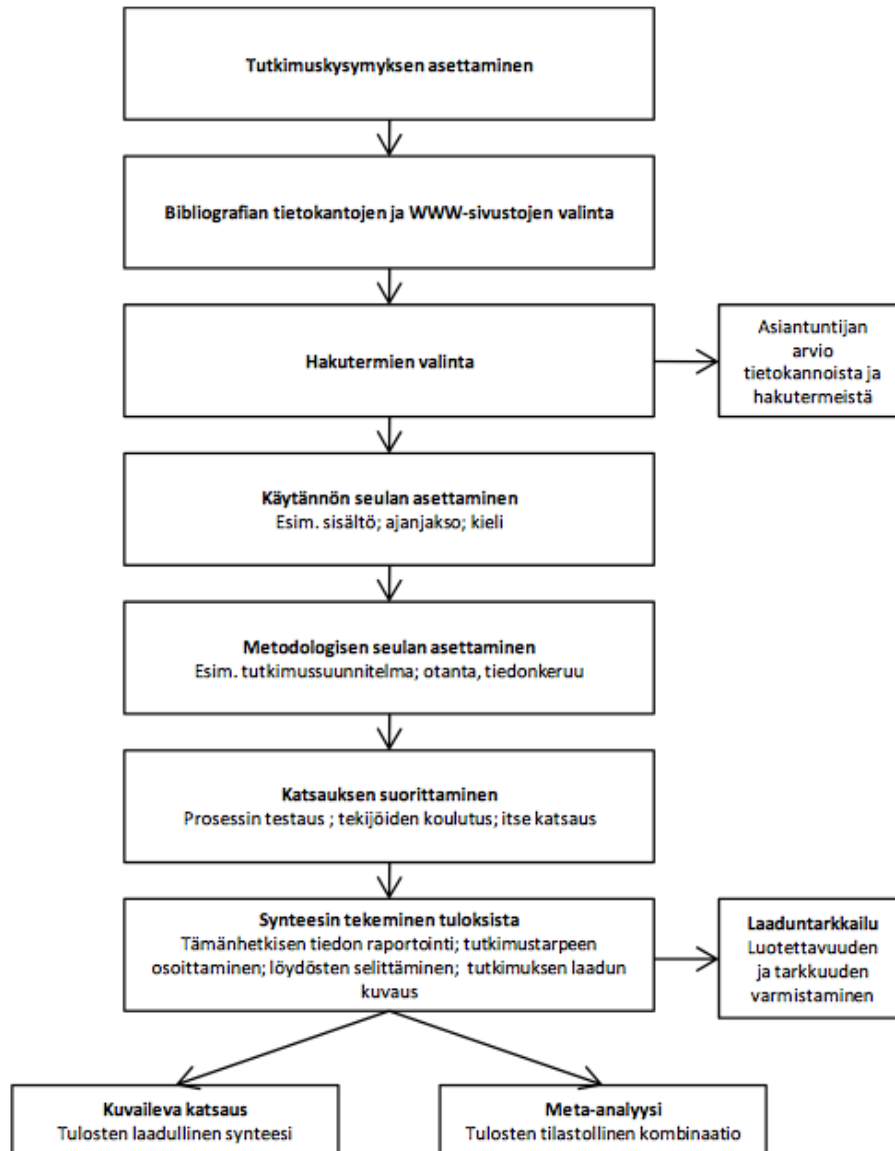 Tutkimuskysymyksen asettaminen
Bibliografian tietokantojen ja WWW-sivustojen valinta
Hakutermien valinta
Asiantuntijan
arvio
tietokannoista ja
hakutermeistä
Käytännön seulan asettaminen
Esim. sisältö; ajanjakso; kieli
Metodologisen seulan asettaminen
Esim. tutkimussuunnitelma; otanta, tiedonkeruu
Katsauksen suorittaminen
Prosessin testaus ; tekijöiden koulutus; itse katsaus
Synteesin tekeminen tuloksista
Tämänhetkisen tiedon raportointi; tutkimustarpeen
osoittaminen; löydösten selittäminen; tutkimuksen laadun
kuvaus
Laaduntarkkailu
Luotettavuuden
ja tarkkuuden
varmistaminen
Kuvaileva katsaus
Tulosten laadullinen synteesi
Meta-analyysi
Tulosten tilastollinen kombinaatio